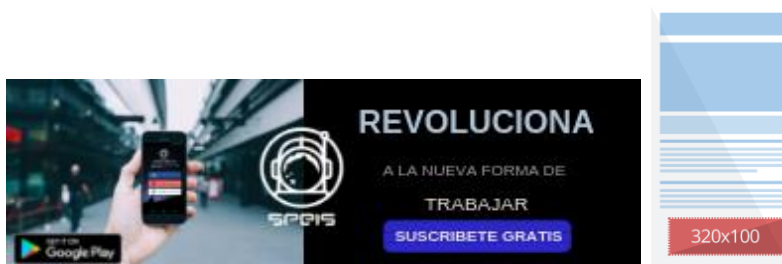 REVOLUCIONA
A LA NUEVA FORMA DE
TRABAJAR
SUSCRIBETE GRATIS
SPEIS
GET IT ON
Google Play
320x100